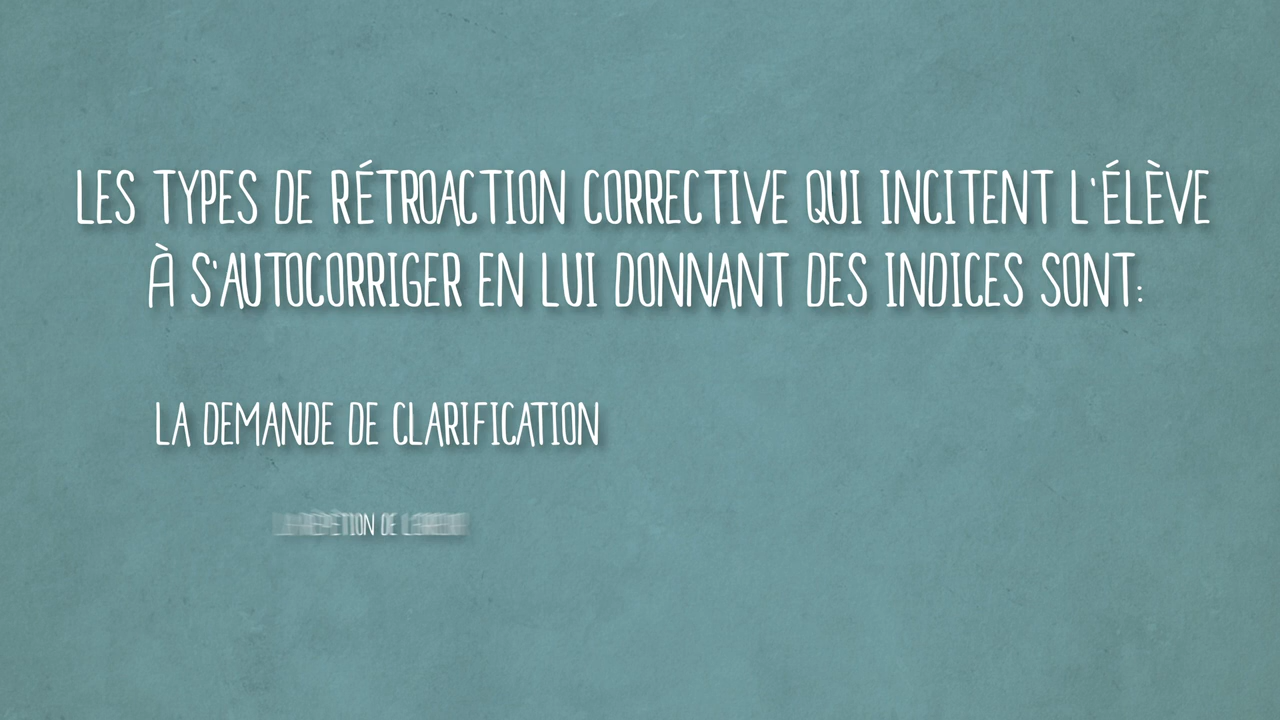 LES TYPES DE RÉTROACTION CORRECTIVE QUI INCITENT L'ÉLÈVE
À S'AUTOCORRIGER EN LUI DONNANT DES INDICES SONT:
LA DEMANDE DE CLARIFICATION
DE